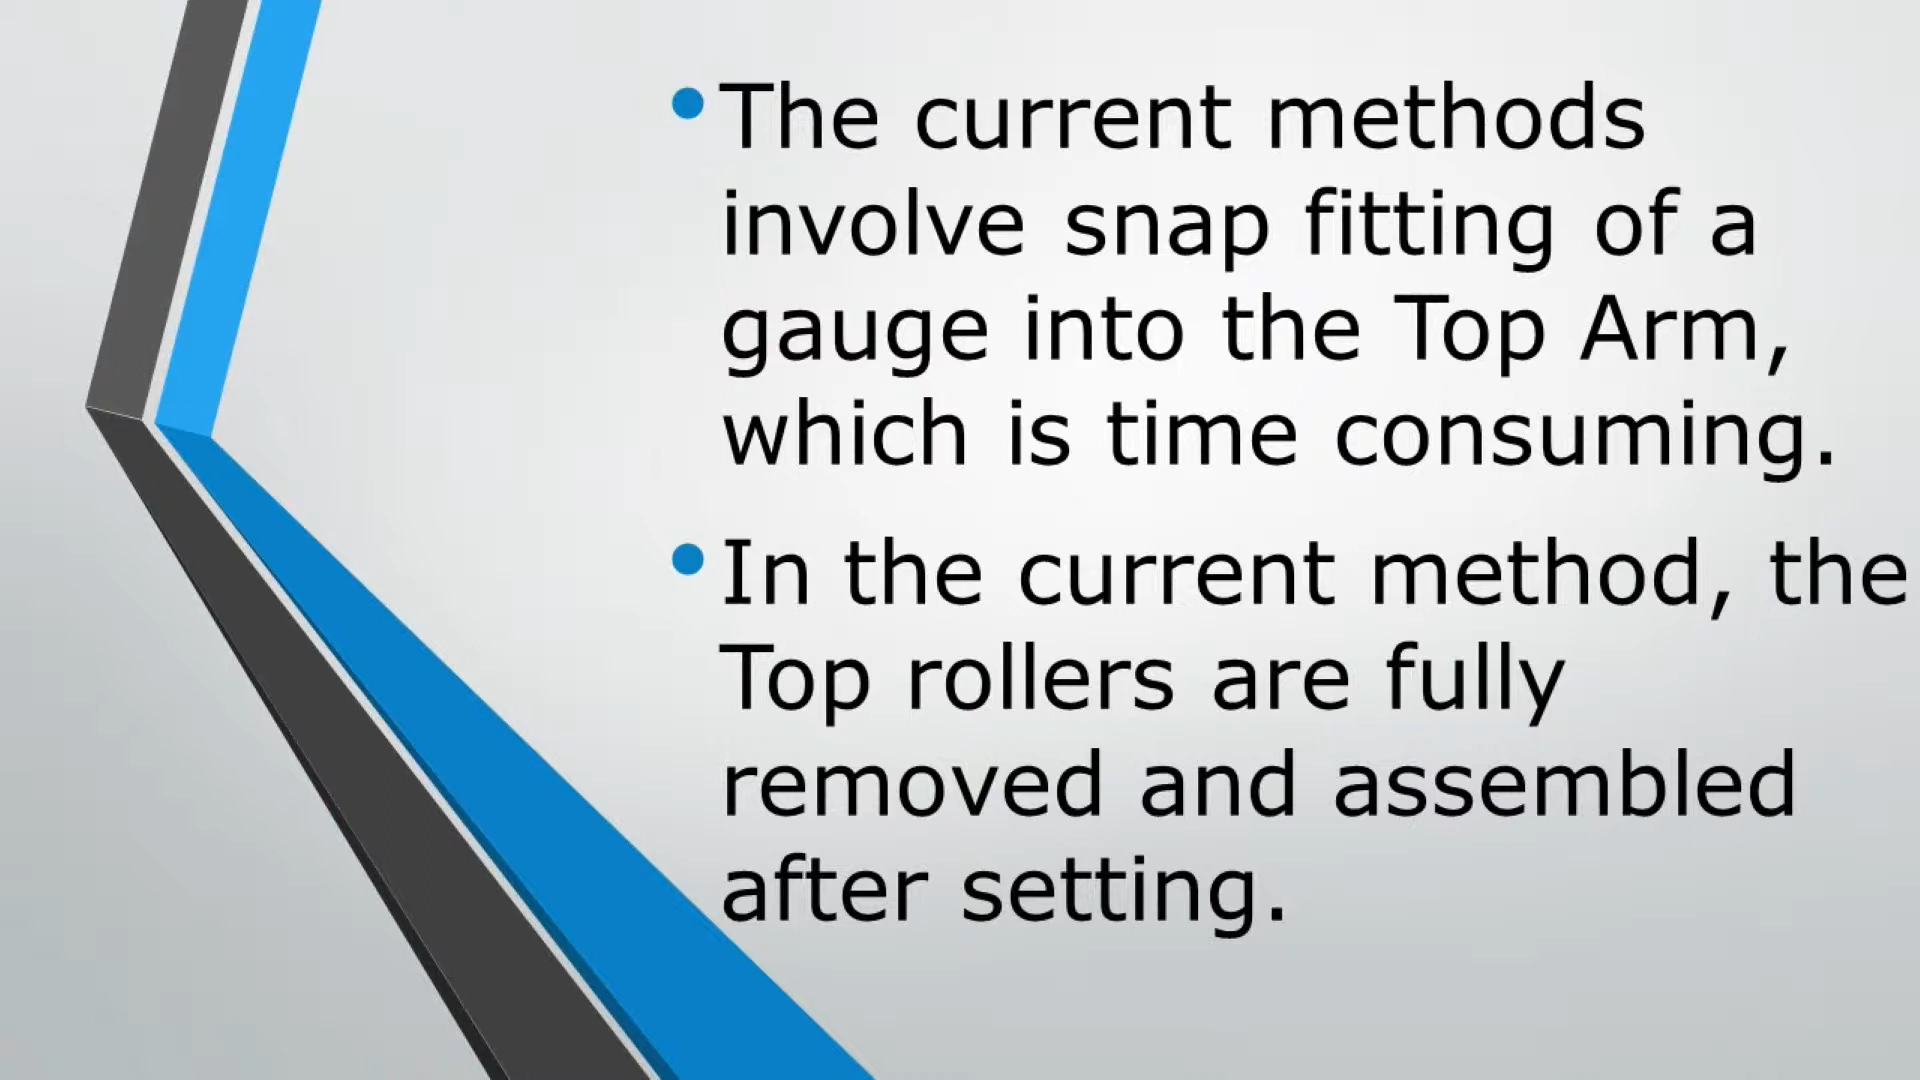 • The current methods
involve snap fitting of a
gauge into the Top Arm,
which is time consuming.
• In the current method, the
Top rollers are fully
removed and assembled
after setting.